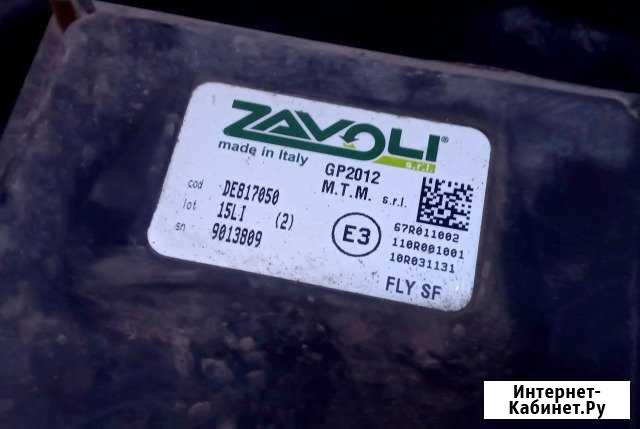 ZAVOLI®
s.r.l.
made in Italy
GP2012
M.T.M. s.r.l.
cod DE817050
lot 15LI (2)
sn 9013809
E3
67R011002
110R001001
10R031131
FLY SF
Интернет-
Кабинет.Ру